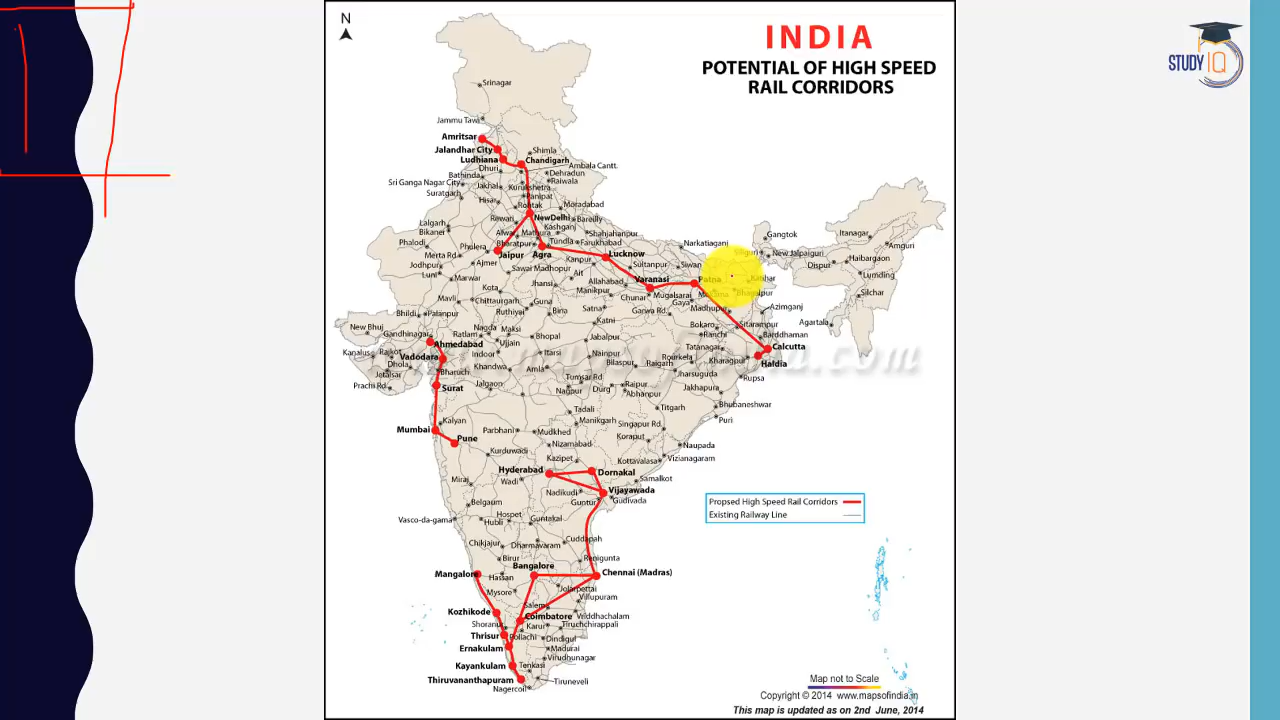 N
INDIA
POTENTIAL OF HIGH SPEED
RAIL CORRIDORS
STUDY IQ
Srinagar
Jammu Tawi
Amritsar
Jalandhar City
Ludhiana
Shimla
Chandigarh
Dhuri
Ambala Cantt.
Bathinda
Dehradun
Sri Ganga Nagar City
Jakhal
Raiwala
Kurukshetra
Suratgarh
Hisar
Panipat
Rohtak
Moradabad
Rewari
NewDelhi
Bareilly
Lalgarh
Bikaner
Alwar
Mathura
Kashganj
Shahjahanpur
Phalodi
Phulera
Bharatpur
Tundla
Farukhabad
Narkatiaganj
Gangtok
Itanagar
Amguri
Merta Rd.
Jaipur
Agra
Kanpur
Lucknow
Siliguri
New Jalpaiguri
Haibargaon
Jodhpur
Ajmer
Sultanpur
Siwan
Dispur
Luni
Sawai Madhopur
Ait
Lumding
Marwar
Kota
Jhansi
Allahabad
Varanasi
Patna
Katihar
Manikpur
Chunar
Mugalsarai
Bhagalpur
Silchar
Mavli
Chittaurgarh
Guna
Gaya
Bhildi
Palanpur
Ruthiyai
Bina
Satna
Garwa Rd.
Madhupur
Azimganj
New Bhuj
Gandhinagar
Nagda
Maksi
Katni
Bokaro
Sitarampur
Agartala
Ratlam
Bhopal
Jabalpur
Ranchi
Barddhaman
Ahmedabad
Ujjain
Tatanagar
Calcutta
Kanalus
Rajkot
Vadodara
Indoor
Itarsi
Nainpur
Rourkela
Kharagpur
Haldia
Dhola
Khandwa
Amla
Bilaspur
Raigarh
Jetalsar
Bharuch
Jharsuguda
Rupsa
Prachi Rd
Surat
Jalgaon
Tumsar Rd.
Raipur
Jakhapura
Nagpur
Durg
Abhanpur
Bhubaneshwar
Tadali
Titgarh
Kalyan
Manikgarh
Singapur Rd.
Puri
Mumbai
Parbhani
Mudkhed
Koraput
Pune
Nizamabad
Naupada
Kurduwadi
Kazipet
Kottavalasa
Vizianagaram
Hyderabad
Dornakal
Miraj
Wadi
Samalkot
Nadikudi
Vijayawada
Belgaum
Guntur
Gudivada
Propsed High Speed Rail Corridors
Existing Railway Line
Vasco-da-gama
Hospet
Guntakal
Hubli
Chikjajur
Dharmavaram
Cuddapah
Birur
Renigunta
Bangalore
Mangalore
Hassan
Chennai (Madras)
Mysore
Jolarpettai
Villupuram
Kozhikode
Salem
Coimbatore
Vriddhachalam
Shoranur
Karur
Tiruchchirappali
Thrisur
Pollachi
Dindigul
Ernakulam
Madurai
Kayankulam
Tenkasi
Virudhunagar
Thiruvananthapuram
Tiruneveli
Nagercoil
Map not to Scale
Copyright © 2014 www.mapsofindia.in
This map is updated as on 2nd June, 2014